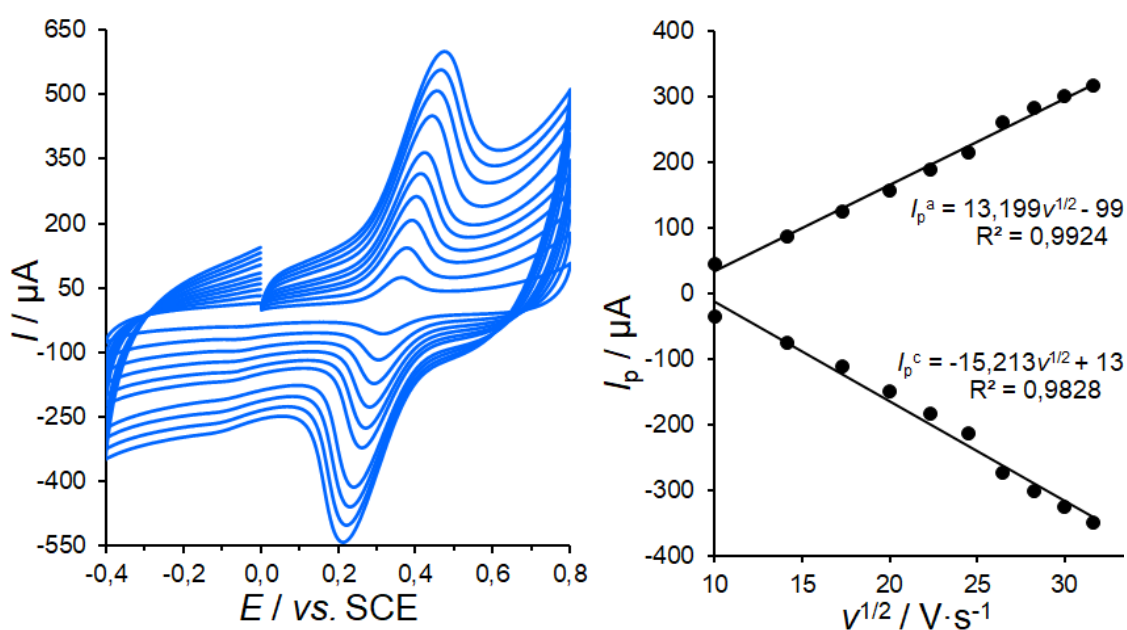 650
500
350
200
50
-100
-250
-400
-550
I / µA
-0,4 -0,2 0,0 0,2 0,4 0,6 0,8
E / vs. SCE
400
300
200
100
0
-100
-200
-300
-400
Ip / µA
Ipᵃ = 13,199v1/2 - 99
R² = 0,9924
Ipᶜ = -15,213v1/2 + 13
R² = 0,9828
10 15 20 25 30
v1/2 / V·s-1